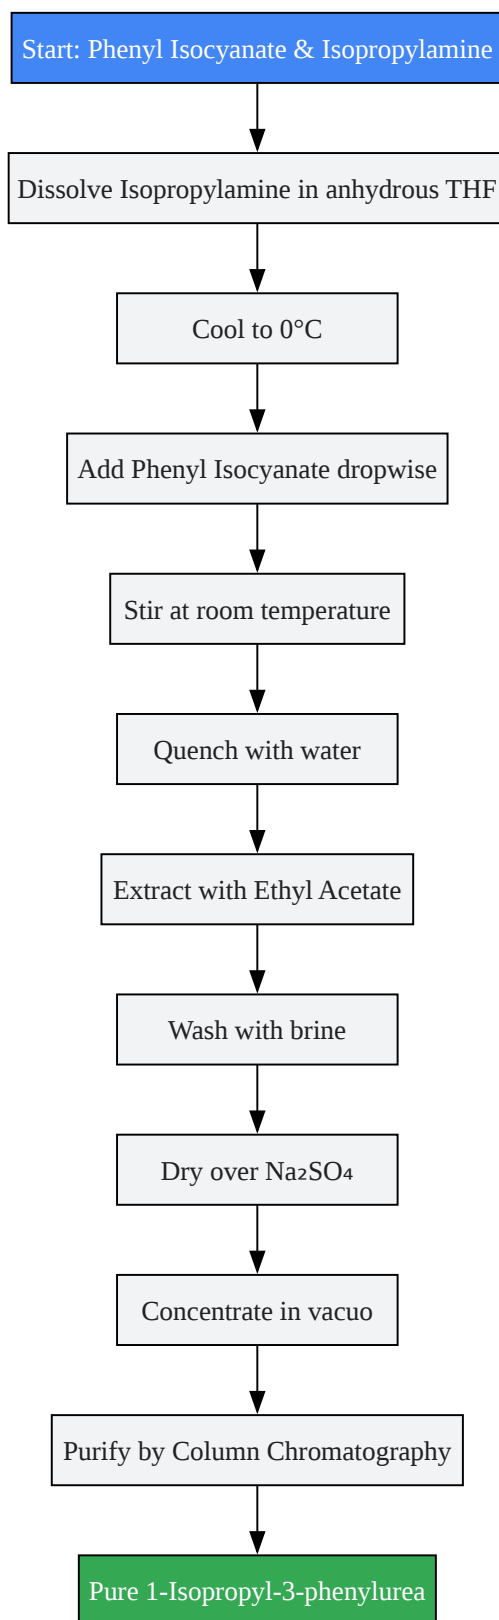 Start: Phenyl Isocyanate & Isopropylamine
Dissolve Isopropylamine in anhydrous THF
Cool to 0°C
Add Phenyl Isocyanate dropwise
Stir at room temperature
Quench with water
Extract with Ethyl Acetate
Wash with brine
Dry over Na₂SO₄
Concentrate in vacuo
Purify by Column Chromatography
Pure 1-Isopropyl-3-phenylurea